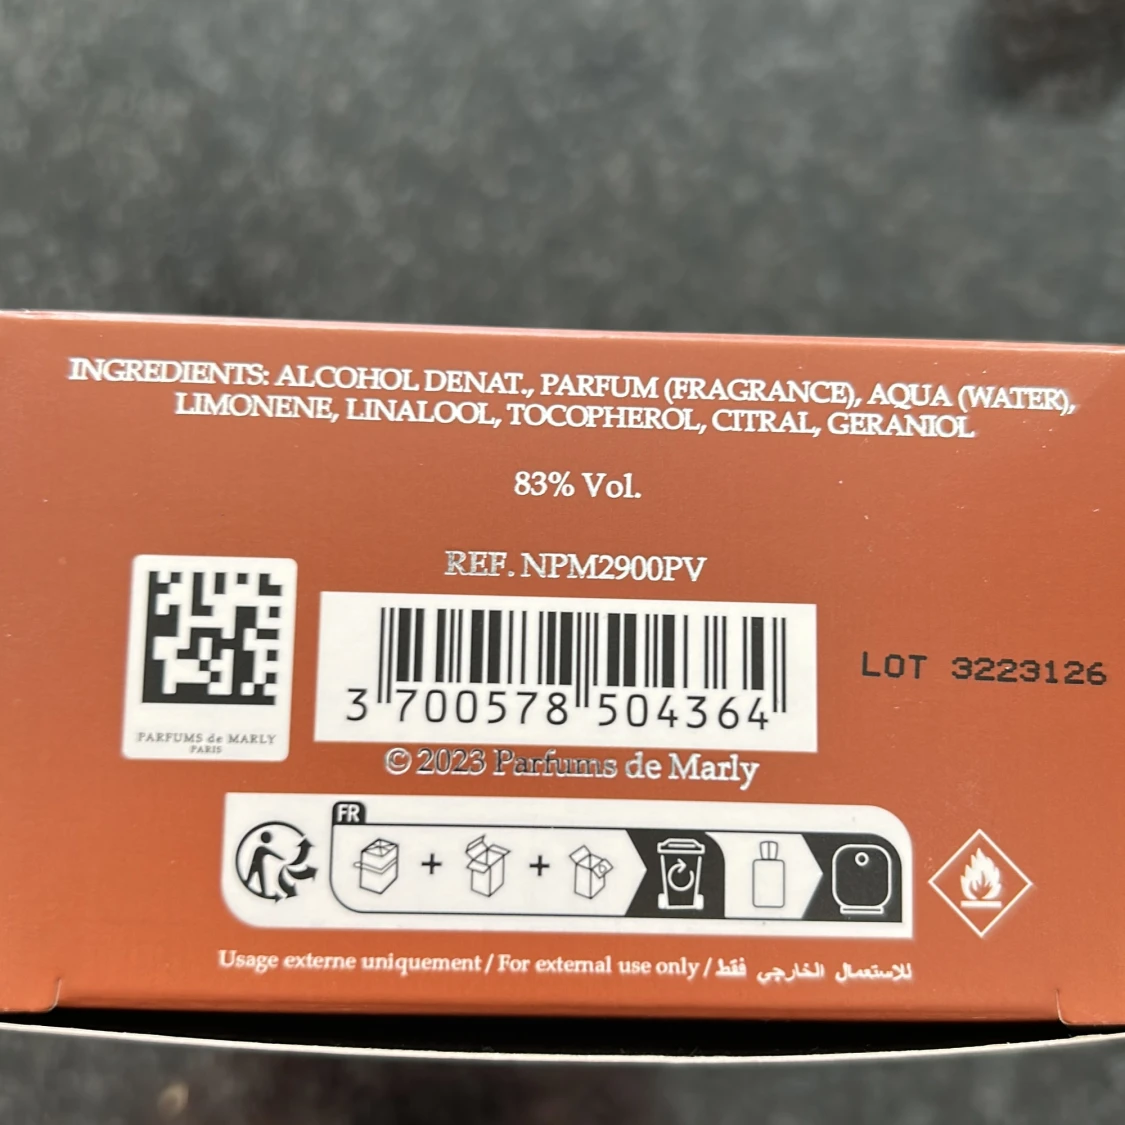 INGREDIENTS: ALCOHOL DENAT., PARFUM (FRAGRANCE), AQUA (WATER),
LIMONENE, LINALOOL, TOCOPHEROL, CITRAL, GERANIOL
83% Vol.
REF. NPM2900PV
PARFUMS de MARLY
PARIS
3 700578 504364
LOT 3223126
© 2023 Parfums de Marly
FR
Usage externe uniquement / For external use only / للاستعمال الخارجي فقط